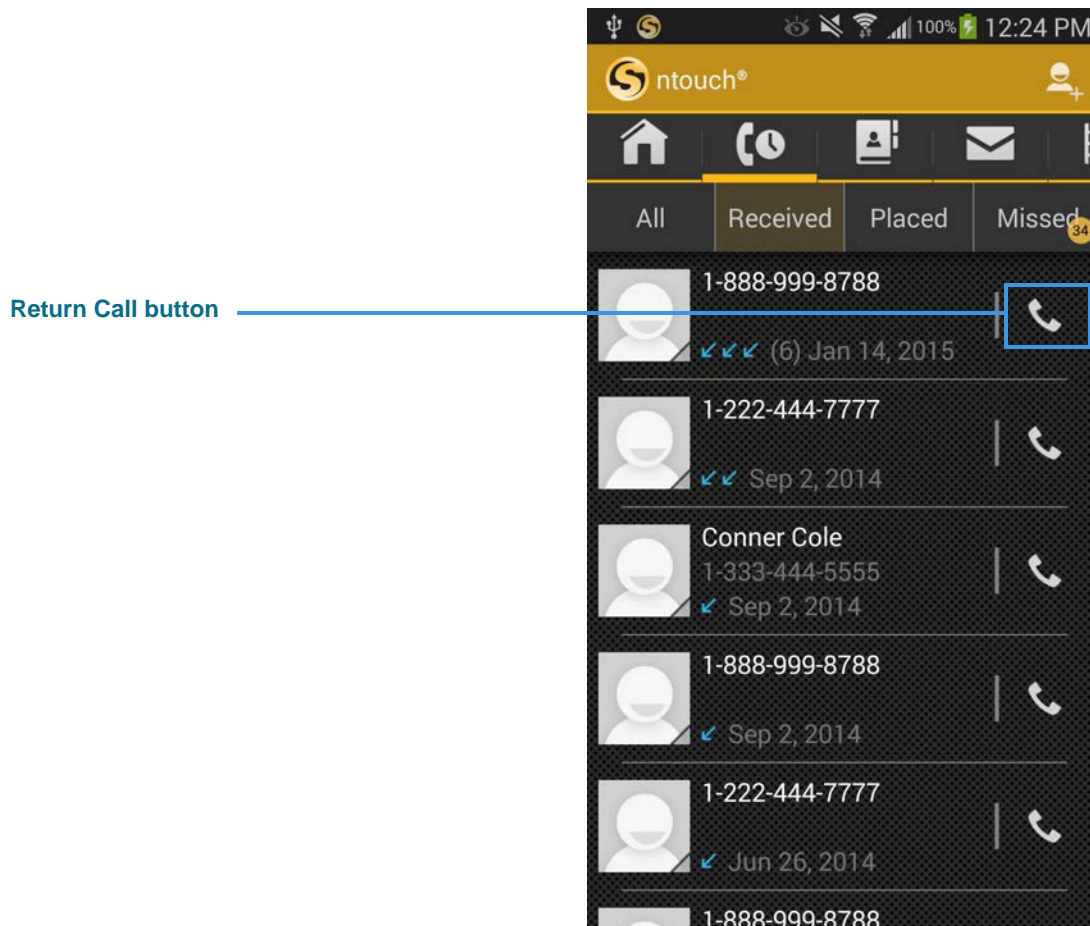 100% 12:24 PM
ntouch®
All Received Placed Missed 34
1-888-999-8788
Return Call button
(6) Jan 14, 2015
1-222-444-7777
Sep 2, 2014
Conner Cole
1-333-444-5555
Sep 2, 2014
1-888-999-8788
Sep 2, 2014
1-222-444-7777
Jun 26, 2014
1-888-999-8788